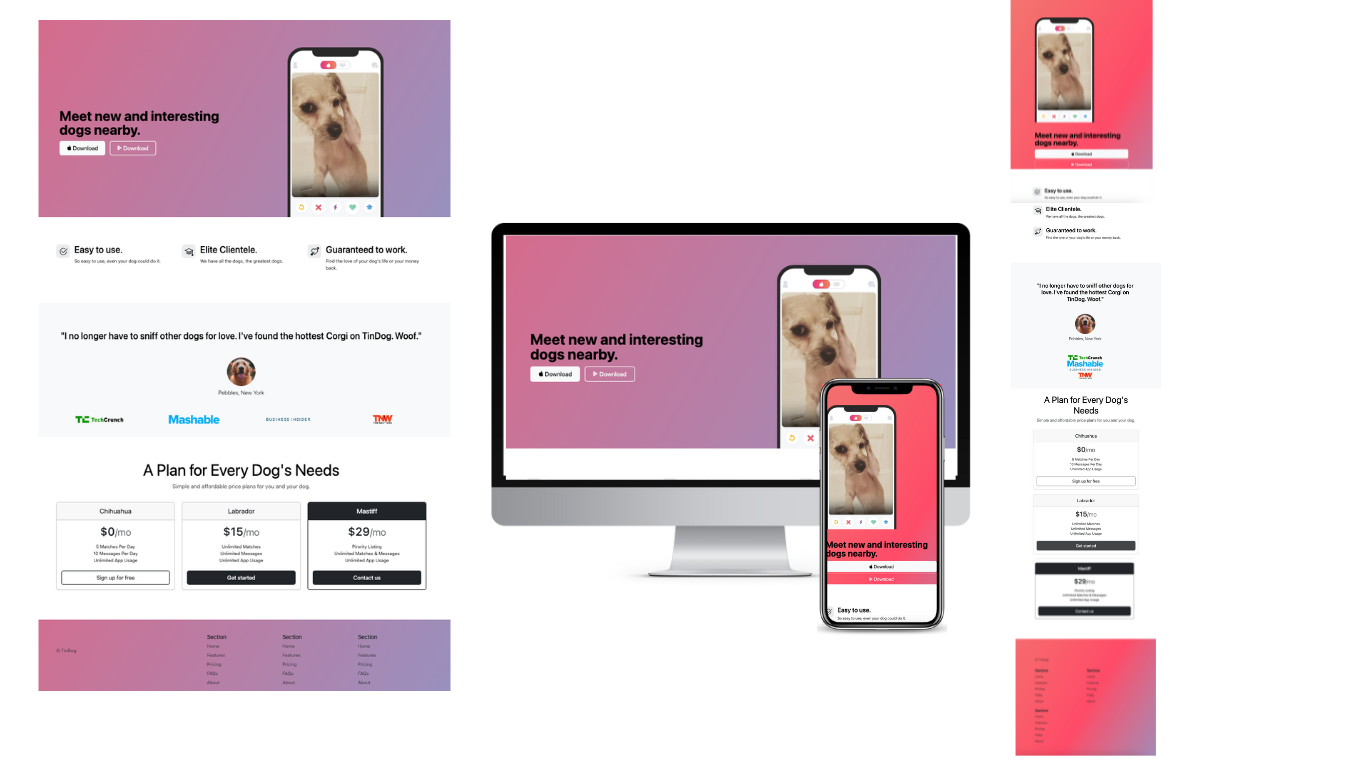 Meet new and interesting
dogs nearby.
Download
Download
Easy to use.
So easy to use, even your dog could do it.
Elite Clientele.
We have all the dogs, the greatest dogs.
Guaranteed to work.
Find the love of your dog's life or your money
back.
"I no longer have to sniff other dogs for love. I've found the hottest Corgi on TinDog. Woof."
Pebbles, New York
TC TechCrunch
Mashable
BUSINESS INSIDER
TNW
A Plan for Every Dog's Needs
Simple and affordable price plans for you and your dog.
Chihuahua
$0/mo
5 Matches Per Day
10 Messages Per Day
Unlimited App Usage
Sign up for free
Labrador
$15/mo
Unlimited Matches
Unlimited Messages
Unlimited App Usage
Get started
Mastiff
$29/mo
Pirority Listing
Unlimited Matches & Messages
Unlimited App Usage
Contact us
© TinDog
Section
Home
Features
Pricing
FAQs
About
Section
Home
Features
Pricing
FAQs
About
Section
Home
Features
Pricing
FAQs
About
Meet new and interesting
dogs nearby.
Download
Download
Meet new and interesting
dogs nearby.
Download
Download
Easy to use.
So easy to use, even your dog could do it.
Meet new and interesting
dogs nearby.
Download
Download
Easy to use.
So easy to use, even your dog could do it.
Elite Clientele.
We have all the dogs, the greatest dogs.
Guaranteed to work.
Find the love of your dog's life or your money
back.
"I no longer have to sniff other dogs for
love. I've found the hottest Corgi on
TinDog. Woof."
Pebbles, New York
TC TechCrunch
Mashable
BUSINESS INSIDER
TNW
A Plan for Every Dog's
Needs
Simple and affordable price plans for you and your dog.
Chihuahua
$0/mo
5 Matches Per Day
10 Messages Per Day
Unlimited App Usage
Sign up for free
Labrador
$15/mo
Unlimited Matches
Unlimited Messages
Unlimited App Usage
Get started
Mastiff
$29/mo
Unlimited Matches & Messages
Unlimited App Usage
Contact us
Section
Section
Section